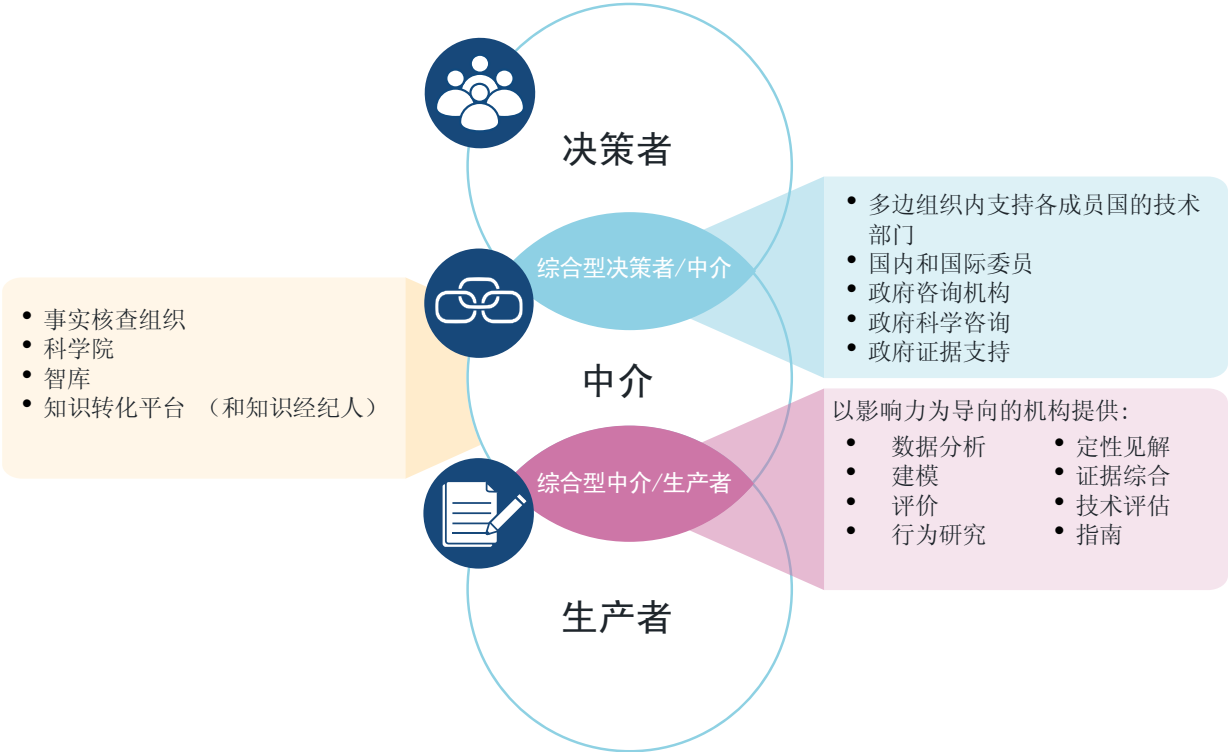 决策者
综合型决策者/中介
• 多边组织内支持各成员国的技术
部门
• 国内和国际委员
• 政府咨询机构
• 政府科学咨询
• 政府证据支持
• 事实核查组织
• 科学院
• 智库
• 知识转化平台 (和知识经纪人)
中介
综合型中介/生产者
以影响力为导向的机构提供:
• 数据分析
• 建模
• 评价
• 行为研究
• 定性见解
• 证据综合
• 技术评估
• 指南
生产者